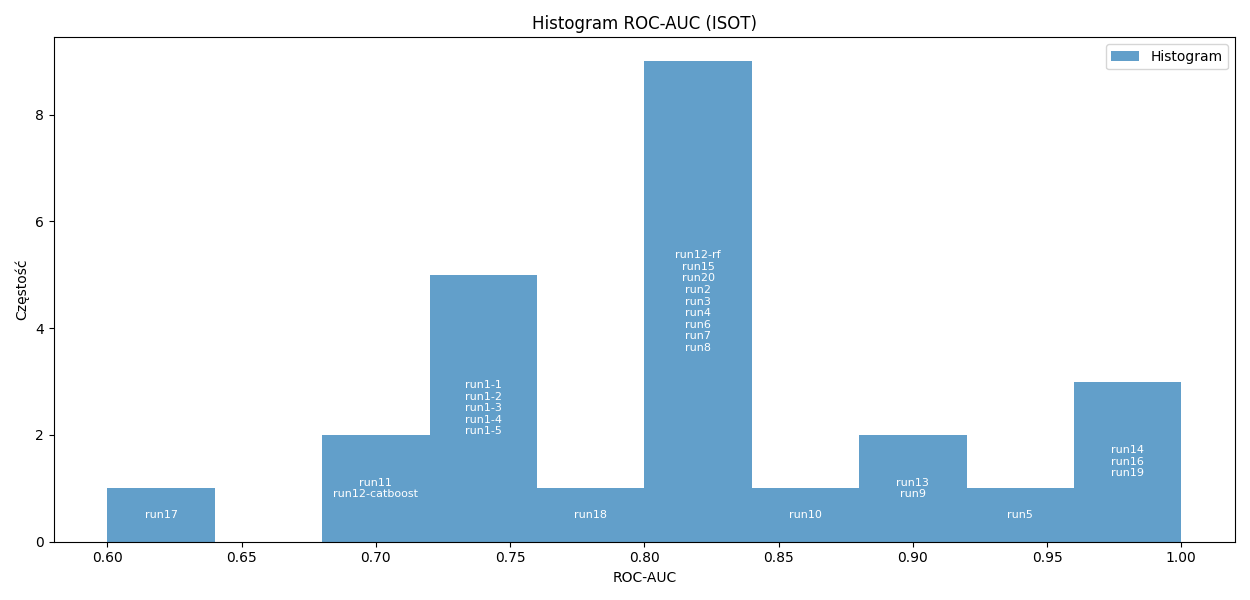 Histogram ROC-AUC (ISOT)
Histogram
Częstość
8
6
4
2
0
run17
run11
run12-catboost
run1-1
run1-2
run1-3
run1-4
run1-5
run18
run12-rf
run15
run20
run2
run3
run4
run6
run7
run8
run10
run13
run9
run5
run14
run16
run19
0.60
0.65
0.70
0.75
0.80
0.85
0.90
0.95
1.00
ROC-AUC